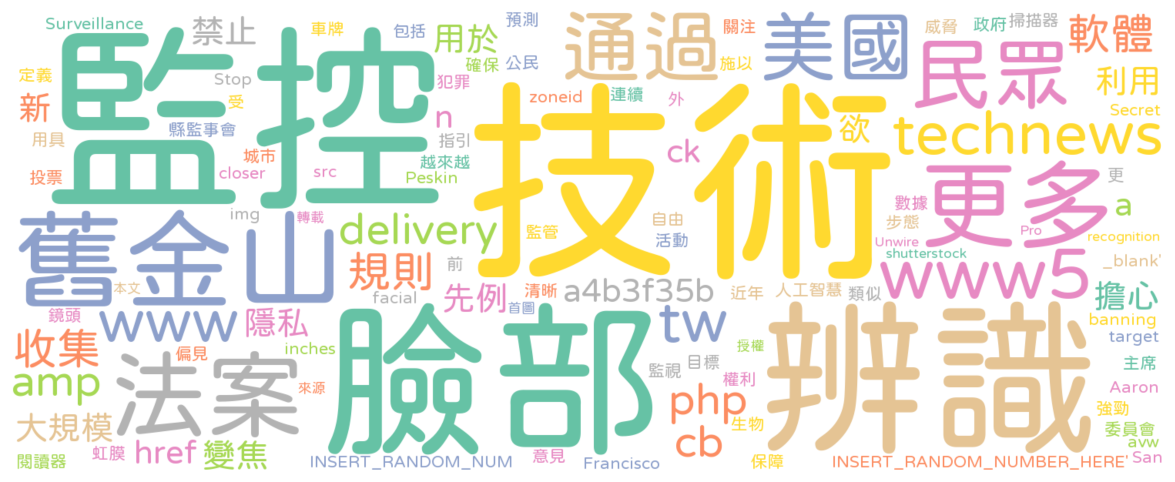 Surveillance
禁止
車牌
包括
用於
預測
通過
關注
美國
威脅
政府
掃描器
軟體
監控
定義
Stop
確保
公民
施以
民眾
利用
新
受
犯罪
zoneid
連續
外
Secret
縣監事會
n
技術
欲
technews
用具
指引
城市
越來越
ck
更
投票
closer
src
Peskin
更多
數據
a
舊金山
img
轉載
delivery
自由
步態
Pro
監管
活動
Unwire
recognition
規則
前
shutterstock
_blank'
本文
facial
先例
清晰
a4b3f35b
近年
人工智慧
類似
www5
擔心
鏡頭
www
隱私
首圖
tw
banning
收集
偏見
inches
臉部
辨識
target
法案
授權
監視
目標
主席
amp
來源
權利
Aaron
php
強勁
大規模
生物
委員會
cb
avw
閱讀器
虹膜
href
變焦
INSERT_RANDOM_NUM
意見
Francisco
保障
INSERT_RANDOM_NUMBER_HERE'
San